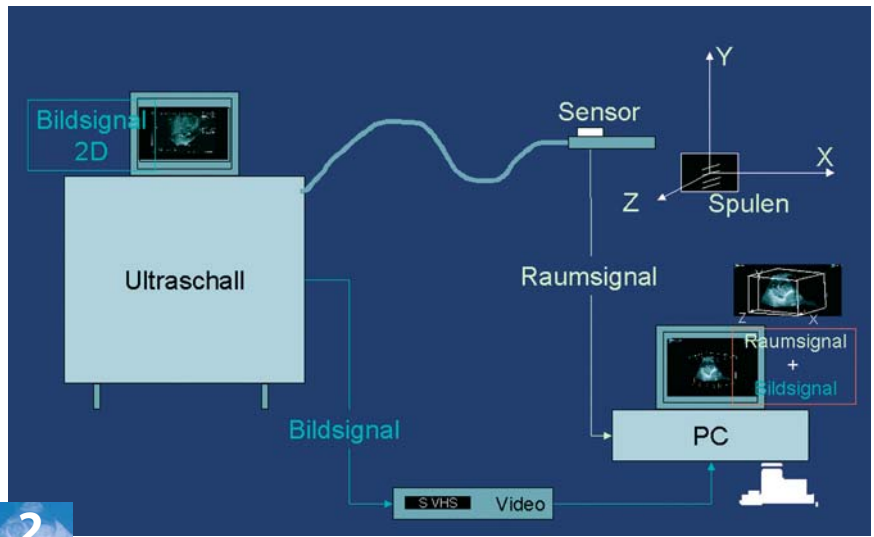 Bildsignal
2D
Sensor
Y
X
Z
Spulen
Ultraschall
Raumsignal
Y
Z
X
Raumsignal
+
Bildsignal
PC
Bildsignal
S VHS
Video
2